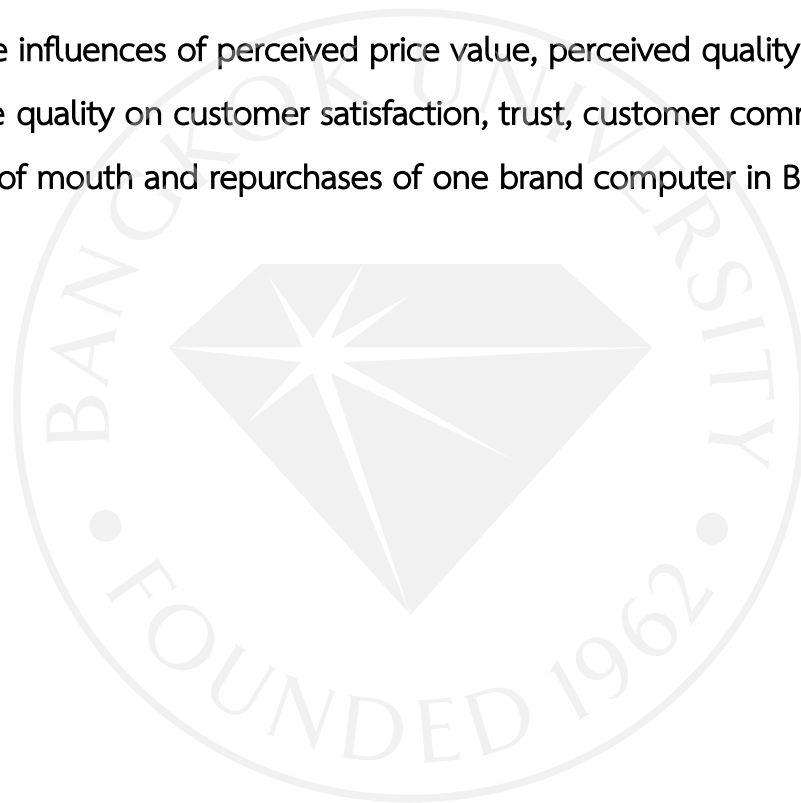 e influences of perceived price value, perceived quality
e quality on customer satisfaction, trust, customer com
of mouth and repurchases of one brand computer in B
BANGKOK UNIVERSITY
FOUNDED 1962